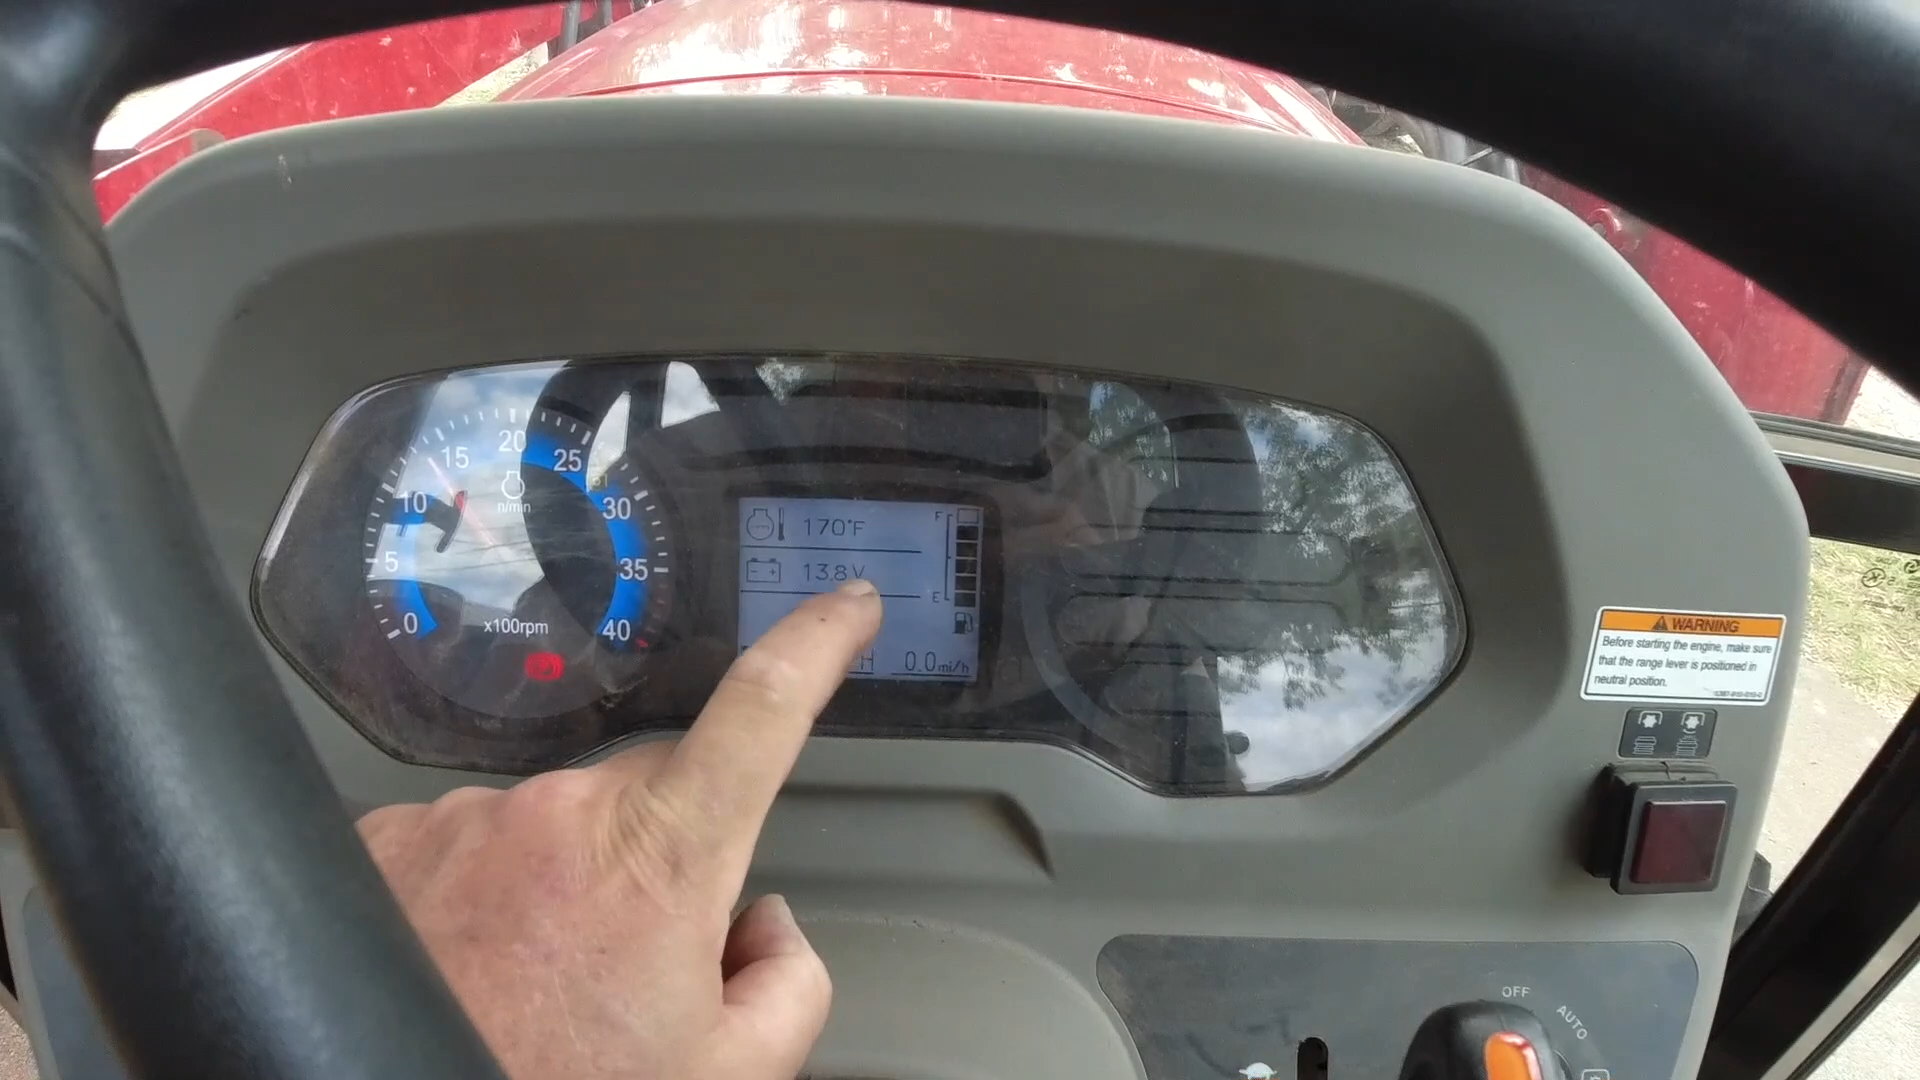 0
5
10
15
20
25
30
35
40
n/min
x100rpm
170°F
13.8V
F
E
H
0.0mi/h
WARNING
Before starting the engine, make sure
that the range lever is positioned in
neutral position.
OFF
AUTO